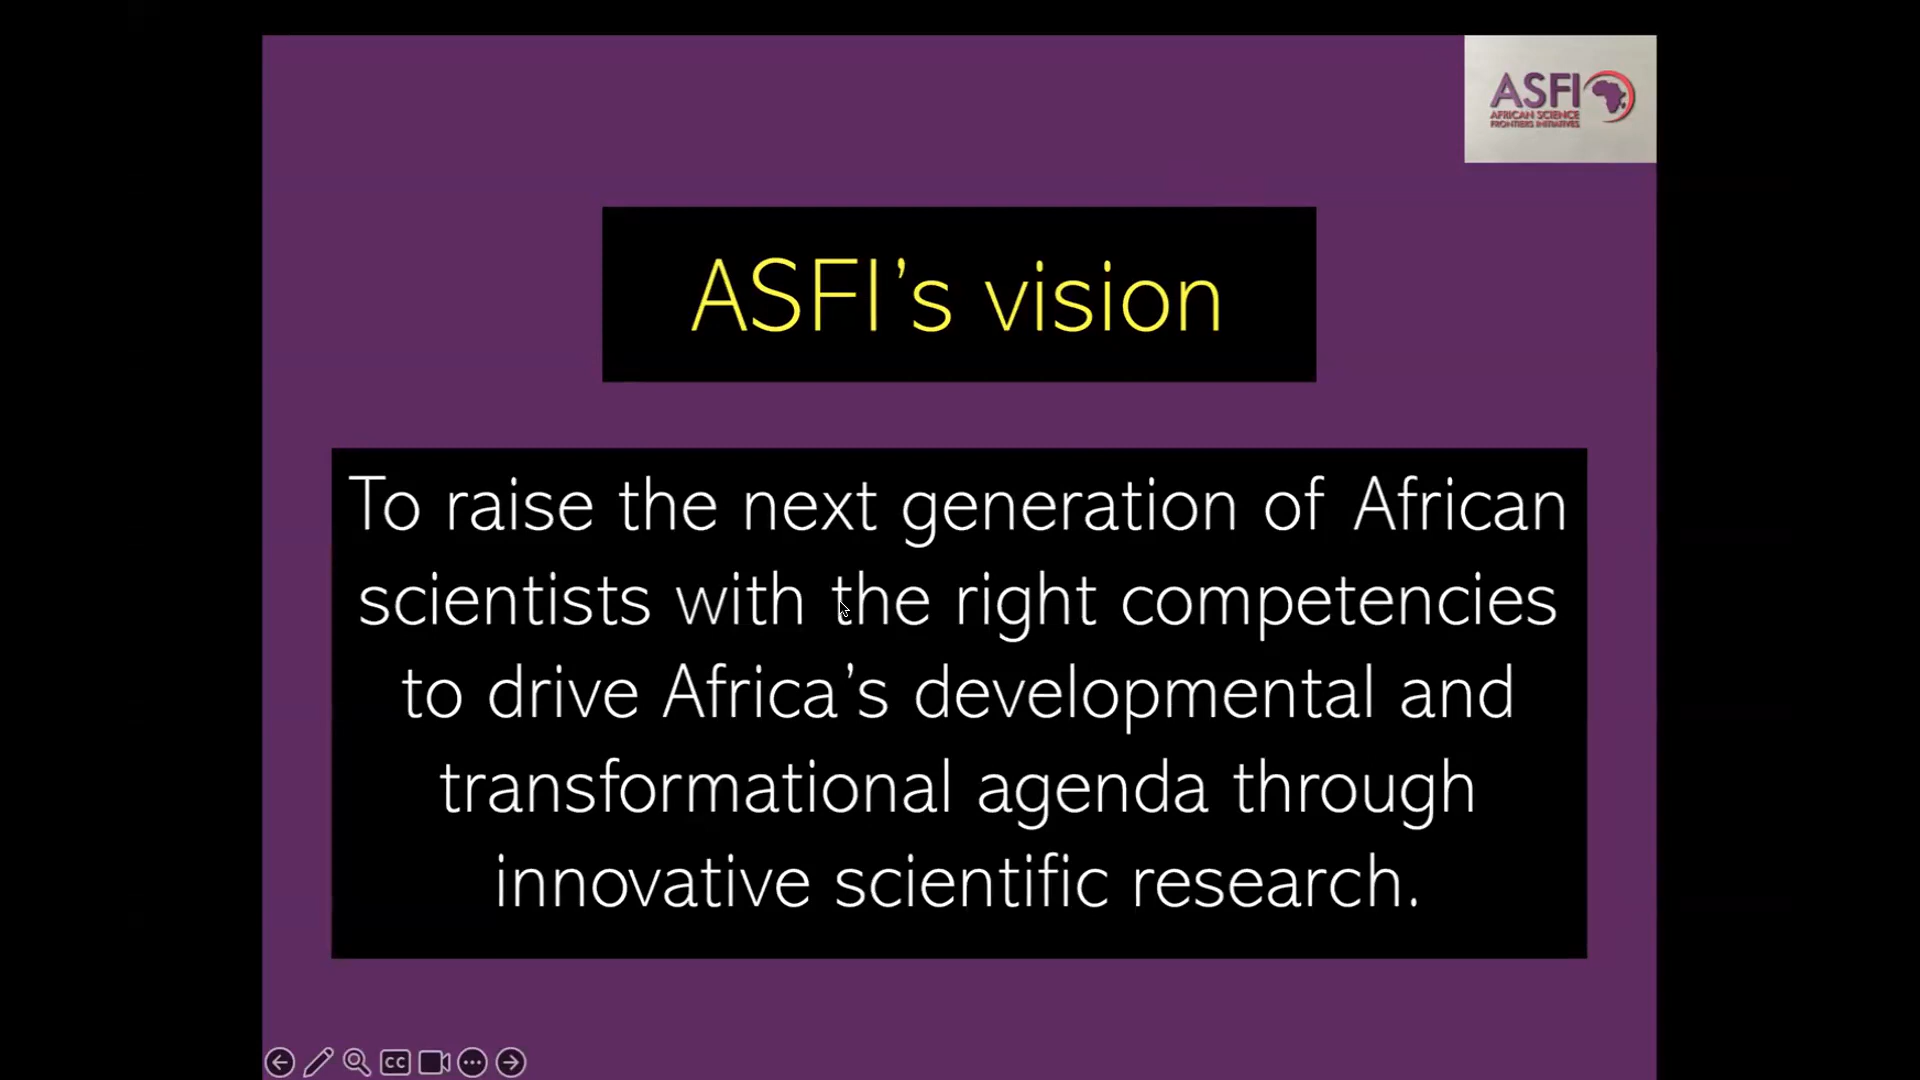 ASFI
AFRICAN SCIENCE
FRONTIERS INITIATIVES
ASFI's vision
To raise the next generation of African
scientists with the right competencies
to drive Africa's developmental and
transformational agenda through
innovative scientific research.
CC